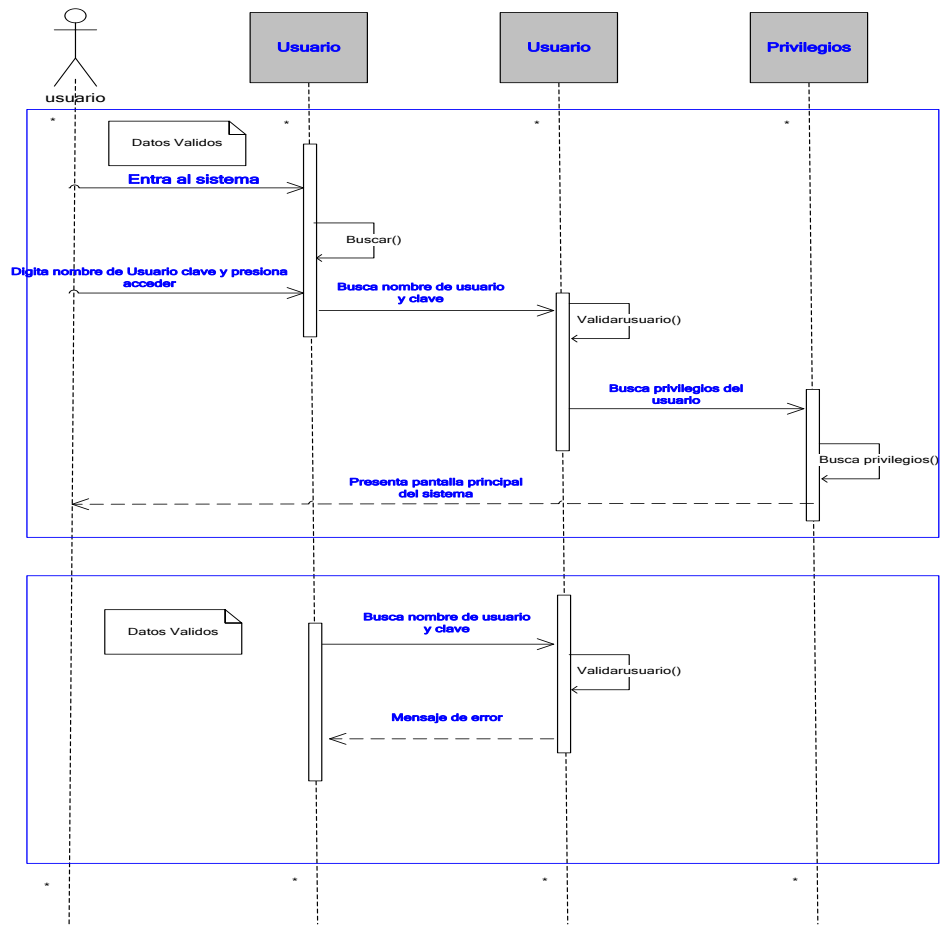 Usuario
Usuario
Privilegios
usuario
* * * *
Datos Validos
Entra al sistema
Buscar()
Digita nombre de Usuario clave y presiona
acceder
Busca nombre de usuario
y clave
Validarusuario()
Busca privilegios del
usuario
Busca privilegios()
Presenta pantalla principal
del sistema
Datos Validos
Busca nombre de usuario
y clave
Validarusuario()
Mensaje de error
* * * *